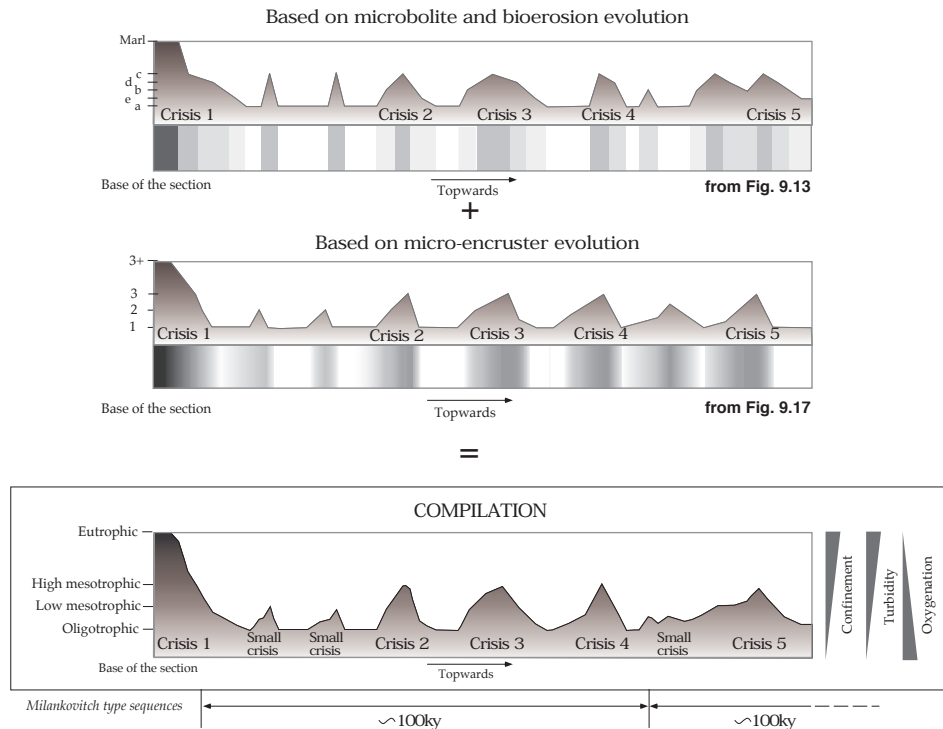 Based on microbolite and bioerosion evolution
Marl
c
d
b
e
a
Crisis 1
Crisis 2
Crisis 3
Crisis 4
Crisis 5
Base of the section
Topwards
from Fig. 9.13
+
Based on micro-encruster evolution
3+
3
2
1
Crisis 1
Crisis 2
Crisis 3
Crisis 4
Crisis 5
Base of the section
Topwards
from Fig. 9.17
=
COMPILATION
Eutrophic
High mesotrophic
Low mesotrophic
Oligotrophic
Crisis 1
Small
crisis
Small
crisis
Crisis 2
Crisis 3
Crisis 4
Small
crisis
Crisis 5
Confinement
Turbidity
Oxygenation
Base of the section
Topwards
Milankovitch type sequences
∽100ky
∽100ky